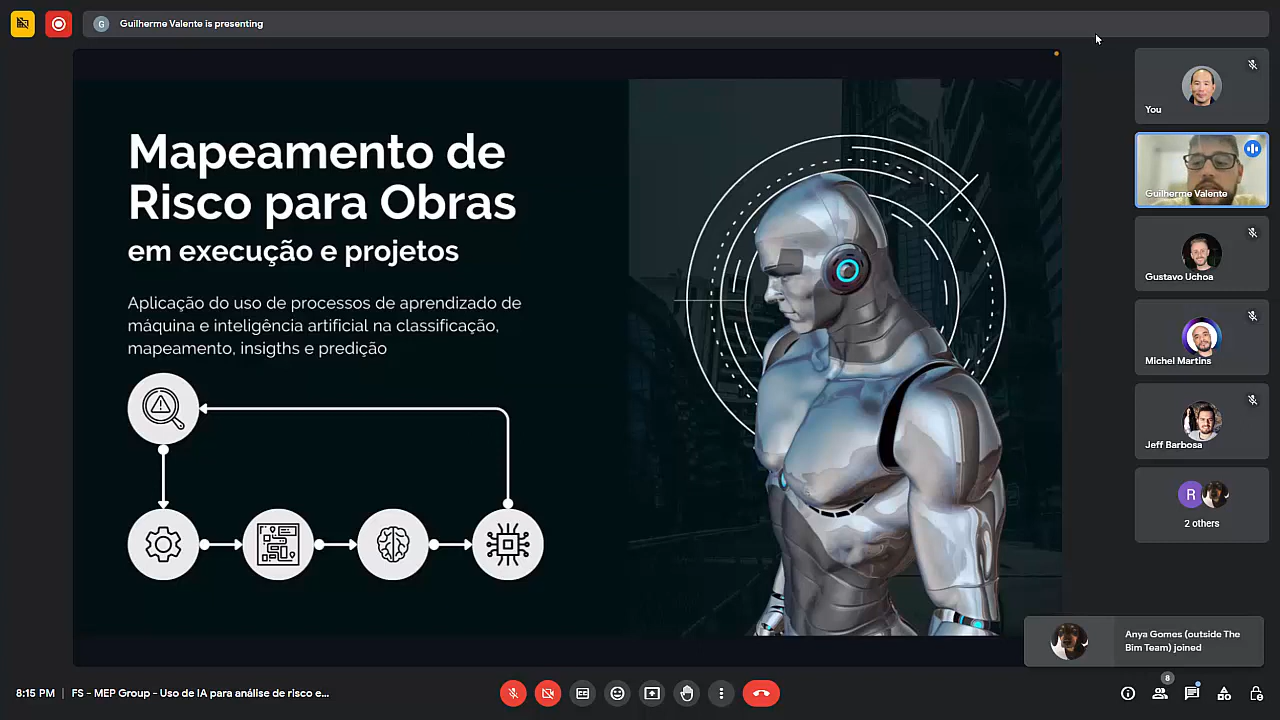 Guilherme Valente is presenting
G
Mapeamento de
Risco para Obras
em execução e projetos
Aplicação do uso de processos de aprendizado de
máquina e inteligência artificial na classificação,
mapeamento, insigths e predição
You
Guilherme Valente
Gustavo Uchoa
Michel Martins
Jeff Barbosa
R
2 others
Anya Gomes (outside The
Bim Team) joined
8:15 PM | FS - MEP Group - Uso de IA para análise de risco e...
8